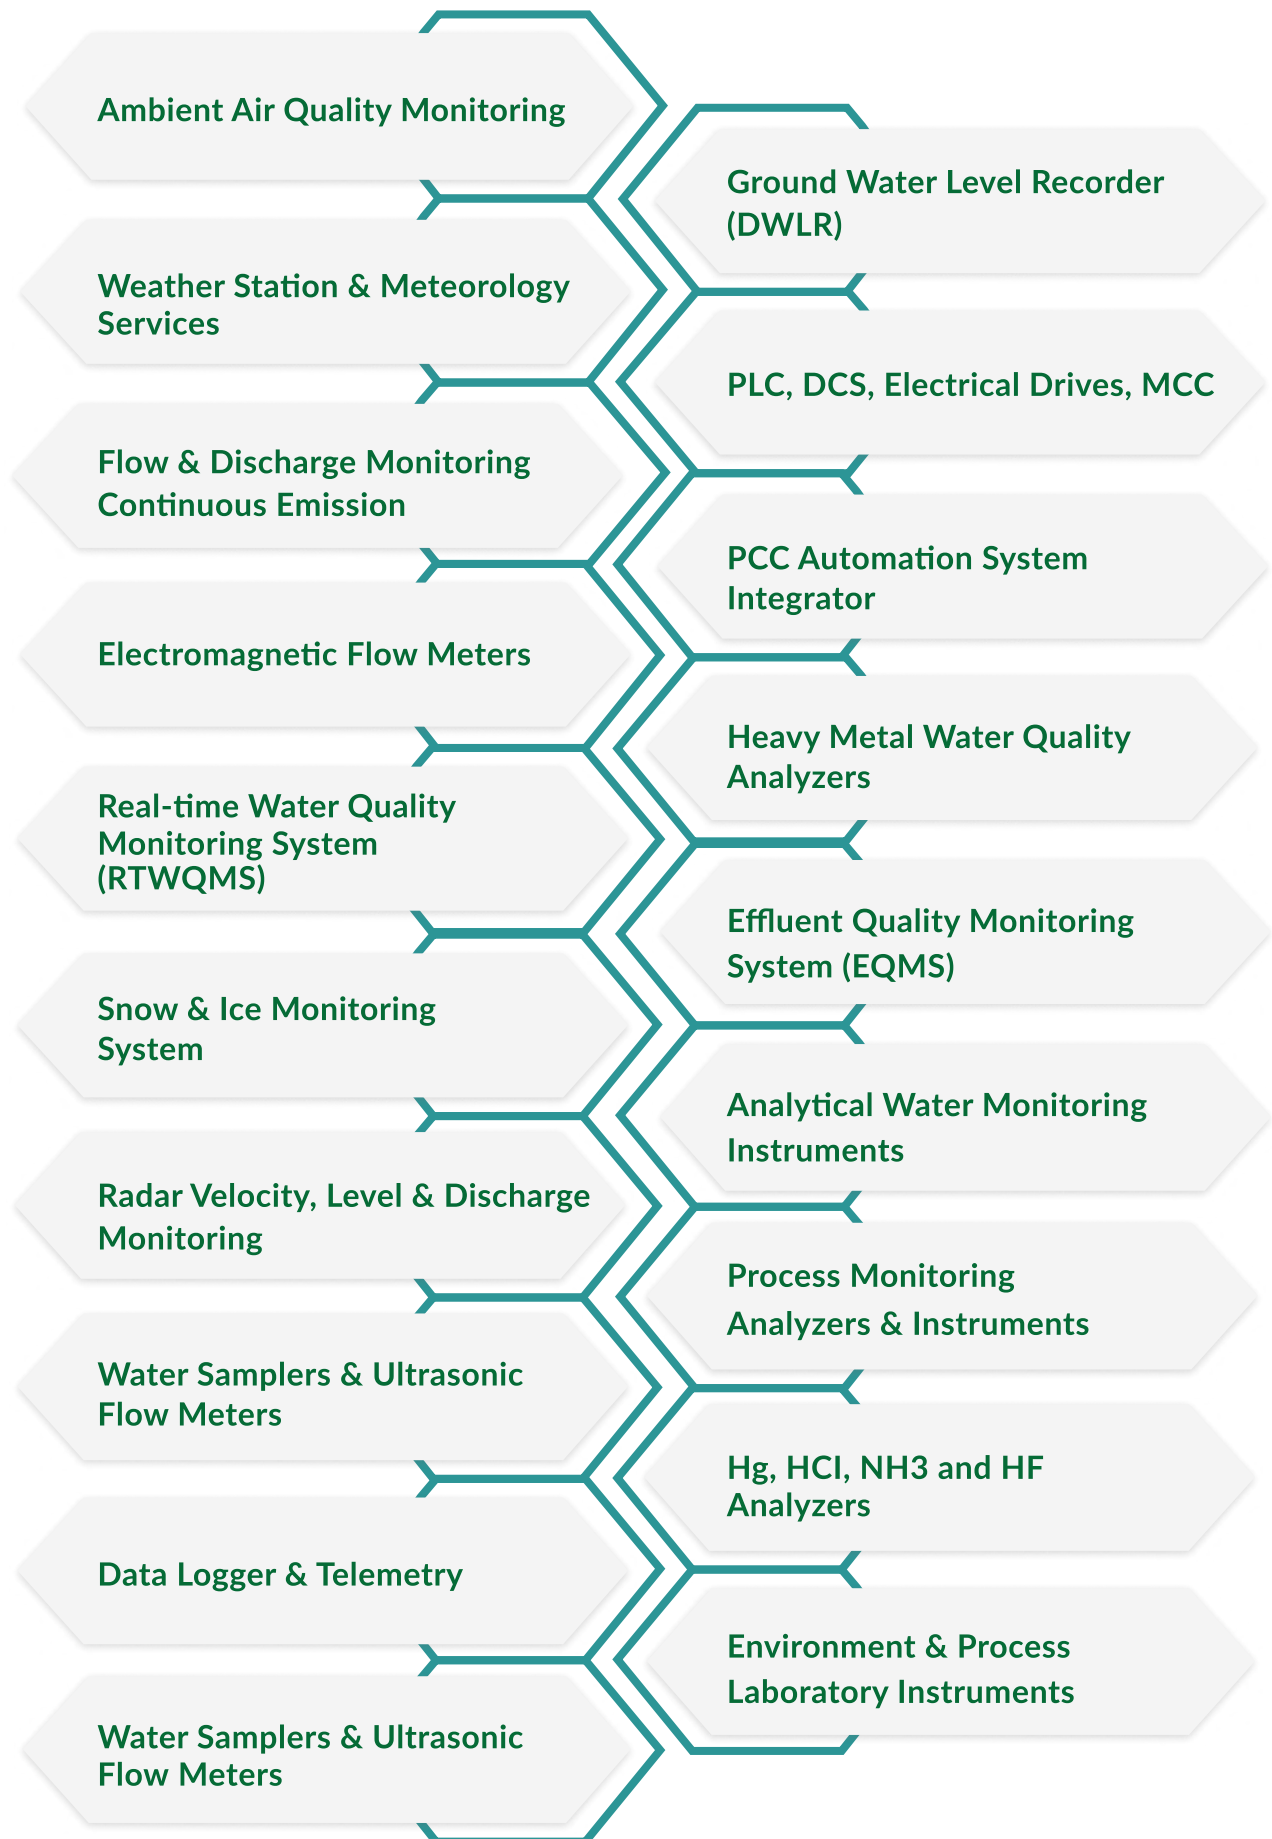 Ambient Air Quality Monitoring
Weather Station & Meteorology
Services
Flow & Discharge Monitoring
Continuous Emission
Electromagnetic Flow Meters
Real-time Water Quality
Monitoring System
(RTWQMS)
Snow & Ice Monitoring
System
Radar Velocity, Level & Discharge
Monitoring
Water Samplers & Ultrasonic
Flow Meters
Data Logger & Telemetry
Water Samplers & Ultrasonic
Flow Meters
Ground Water Level Recorder
(DWLR)
PLC, DCS, Electrical Drives, MCC
PCC Automation System
Integrator
Heavy Metal Water Quality
Analyzers
Effluent Quality Monitoring
System (EQMS)
Analytical Water Monitoring
Instruments
Process Monitoring
Analyzers & Instruments
Hg, HCI, NH3 and HF
Analyzers
Environment & Process
Laboratory Instruments